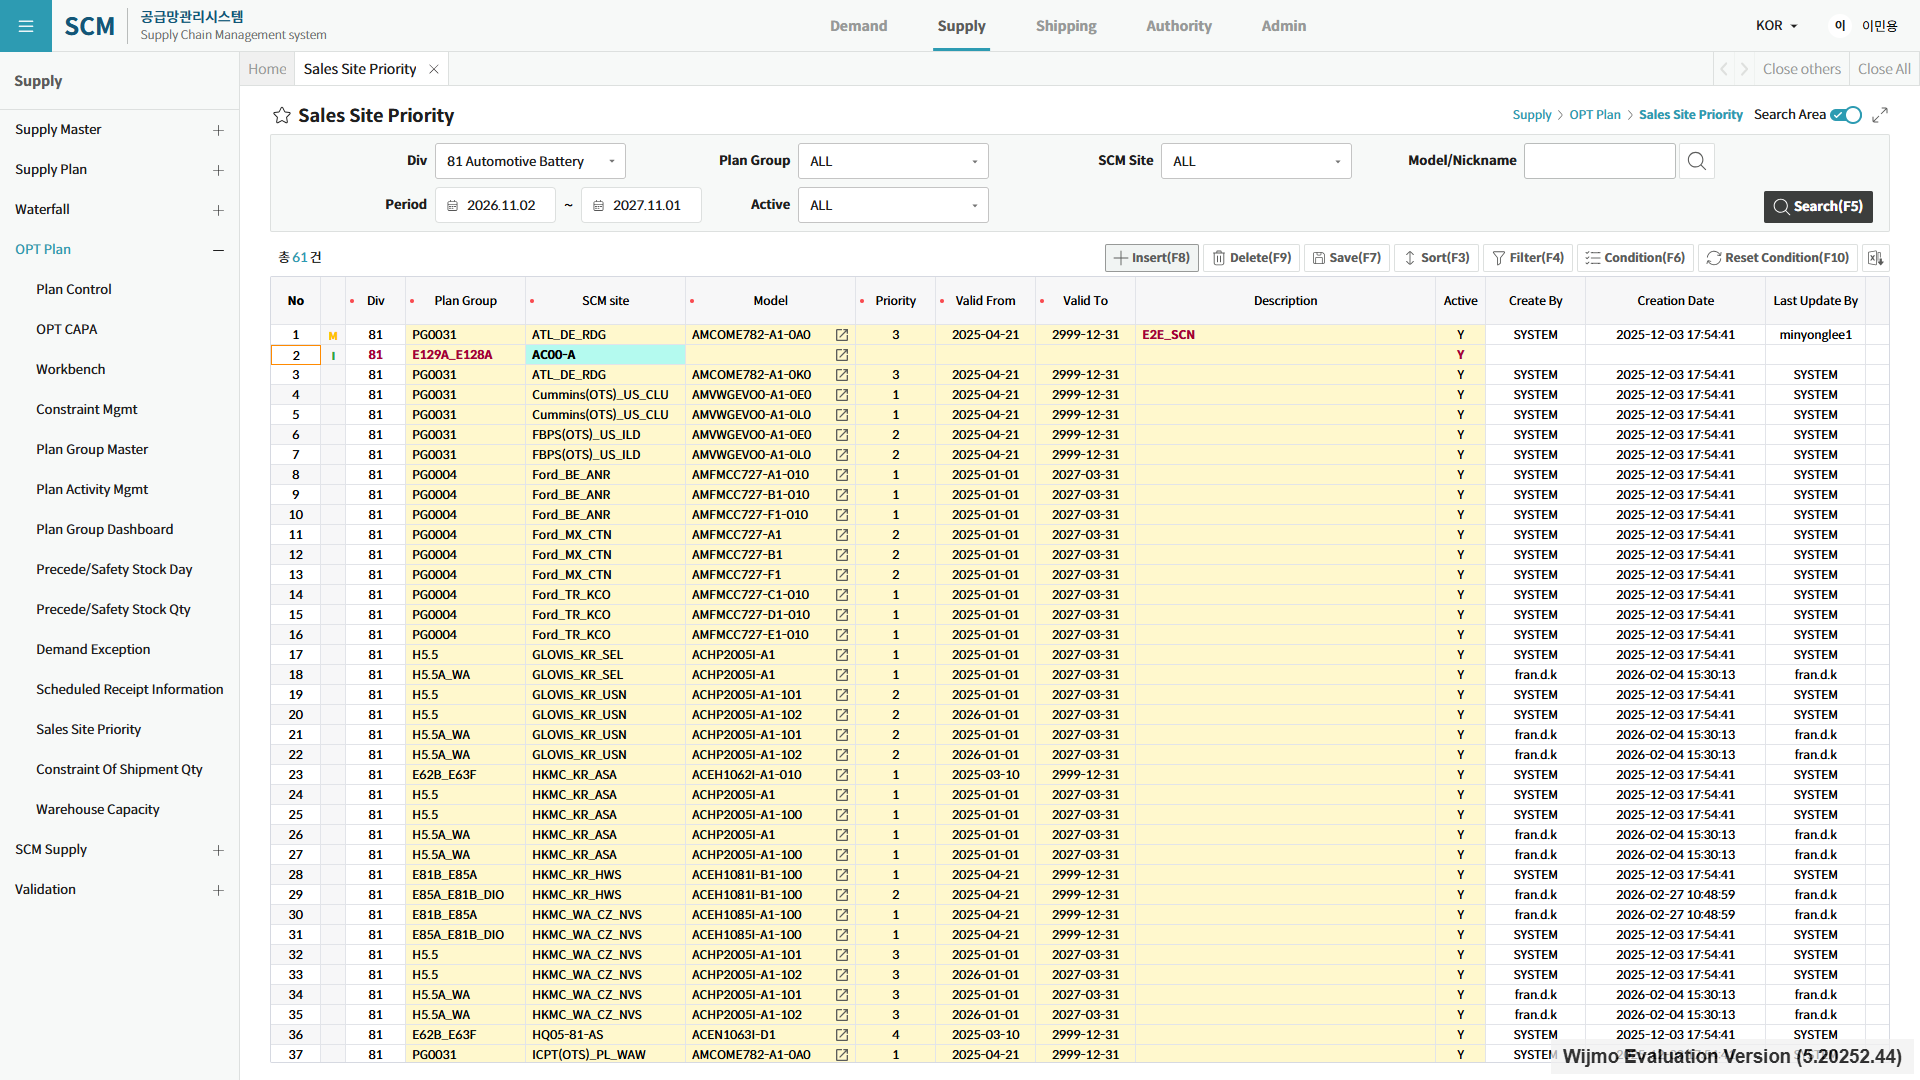 SCM 공급망관리시스템
Supply Chain Management system
Demand Supply Shipping Authority Admin
KOR 이 이민용
Supply
Home Sales Site Priority
Close others Close All
Supply Master
Supply Plan
Waterfall
OPT Plan
Plan Control
OPT CAPA
Workbench
Constraint Mgmt
Plan Group Master
Plan Activity Mgmt
Plan Group Dashboard
Precede/Safety Stock Day
Precede/Safety Stock Qty
Demand Exception
Scheduled Receipt Information
Sales Site Priority
Constraint Of Shipment Qty
Warehouse Capacity
SCM Supply
Validation
Sales Site Priority
Supply > OPT Plan > Sales Site Priority Search Area
Div 81 Automotive Battery Plan Group ALL SCM Site ALL Model/Nickname
Period 2026.11.02 ~ 2027.11.01 Active ALL Search(F5)
총 61 건
Insert(F8) Delete(F9) Save(F7) Sort(F3) Filter(F4) Condition(F6) Reset Condition(F10)
No Div Plan Group SCM site Model Priority Valid From Valid To Description Active Create By Creation Date Last Update By
1 M 81 PG0031 ATL_DE_RDG AMCOME782-A1-0A0 3 2025-04-21 2999-12-31 E2E_SCN Y SYSTEM 2025-12-03 17:54:41 minyonglee1
2 I 81 E129A_E128A AC00-A Y
3 81 PG0031 ATL_DE_RDG AMCOME782-A1-0K0 3 2025-04-21 2999-12-31 Y SYSTEM 2025-12-03 17:54:41 SYSTEM
4 81 PG0031 Cummins(OTS)_US_CLU AMVWGEVO0-A1-0E0 1 2025-04-21 2999-12-31 Y SYSTEM 2025-12-03 17:54:41 SYSTEM
5 81 PG0031 Cummins(OTS)_US_CLU AMVWGEVO0-A1-0L0 1 2025-04-21 2999-12-31 Y SYSTEM 2025-12-03 17:54:41 SYSTEM
6 81 PG0031 FBPS(OTS)_US_ILD AMVWGEVO0-A1-0E0 2 2025-04-21 2999-12-31 Y SYSTEM 2025-12-03 17:54:41 SYSTEM
7 81 PG0031 FBPS(OTS)_US_ILD AMVWGEVO0-A1-0L0 2 2025-04-21 2999-12-31 Y SYSTEM 2025-12-03 17:54:41 SYSTEM
8 81 PG0004 Ford_BE_ANR AMFMCC727-A1-010 1 2025-01-01 2027-03-31 Y SYSTEM 2025-12-03 17:54:41 SYSTEM
9 81 PG0004 Ford_BE_ANR AMFMCC727-B1-010 1 2025-01-01 2027-03-31 Y SYSTEM 2025-12-03 17:54:41 SYSTEM
10 81 PG0004 Ford_BE_ANR AMFMCC727-F1-010 1 2025-01-01 2027-03-31 Y SYSTEM 2025-12-03 17:54:41 SYSTEM
11 81 PG0004 Ford_MX_CTN AMFMCC727-A1 2 2025-01-01 2027-03-31 Y SYSTEM 2025-12-03 17:54:41 SYSTEM
12 81 PG0004 Ford_MX_CTN AMFMCC727-B1 2 2025-01-01 2027-03-31 Y SYSTEM 2025-12-03 17:54:41 SYSTEM
13 81 PG0004 Ford_MX_CTN AMFMCC727-F1 2 2025-01-01 2027-03-31 Y SYSTEM 2025-12-03 17:54:41 SYSTEM
14 81 PG0004 Ford_TR_KCO AMFMCC727-C1-010 1 2025-01-01 2027-03-31 Y SYSTEM 2025-12-03 17:54:41 SYSTEM
15 81 PG0004 Ford_TR_KCO AMFMCC727-D1-010 1 2025-01-01 2027-03-31 Y SYSTEM 2025-12-03 17:54:41 SYSTEM
16 81 PG0004 Ford_TR_KCO AMFMCC727-E1-010 1 2025-01-01 2027-03-31 Y SYSTEM 2025-12-03 17:54:41 SYSTEM
17 81 H5.5 GLOVIS_KR_SEL ACHP2005I-A1 1 2025-01-01 2027-03-31 Y SYSTEM 2025-12-03 17:54:41 SYSTEM
18 81 H5.5A_WA GLOVIS_KR_SEL ACHP2005I-A1 1 2025-01-01 2027-03-31 Y fran.d.k 2026-02-04 15:30:13 fran.d.k
19 81 H5.5 GLOVIS_KR_USN ACHP2005I-A1-101 2 2025-01-01 2027-03-31 Y SYSTEM 2025-12-03 17:54:41 SYSTEM
20 81 H5.5 GLOVIS_KR_USN ACHP2005I-A1-102 2 2026-01-01 2027-03-31 Y SYSTEM 2025-12-03 17:54:41 SYSTEM
21 81 H5.5A_WA GLOVIS_KR_USN ACHP2005I-A1-101 2 2025-01-01 2027-03-31 Y fran.d.k 2026-02-04 15:30:13 fran.d.k
22 81 H5.5A_WA GLOVIS_KR_USN ACHP2005I-A1-102 2 2026-01-01 2027-03-31 Y fran.d.k 2026-02-04 15:30:13 fran.d.k
23 81 E62B_E63F HKMC_KR_ASA ACEH1062I-A1-010 1 2025-03-10 2999-12-31 Y SYSTEM 2025-12-03 17:54:41 SYSTEM
24 81 H5.5 HKMC_KR_ASA ACHP2005I-A1 1 2025-01-01 2027-03-31 Y SYSTEM 2025-12-03 17:54:41 SYSTEM
25 81 H5.5 HKMC_KR_ASA ACHP2005I-A1-100 1 2025-01-01 2027-03-31 Y SYSTEM 2025-12-03 17:54:41 SYSTEM
26 81 H5.5A_WA HKMC_KR_ASA ACHP2005I-A1 1 2025-01-01 2027-03-31 Y fran.d.k 2026-02-04 15:30:13 fran.d.k
27 81 H5.5A_WA HKMC_KR_ASA ACHP2005I-A1-100 1 2025-01-01 2027-03-31 Y fran.d.k 2026-02-04 15:30:13 fran.d.k
28 81 E81B_E85A HKMC_KR_HWS ACEH1081I-B1-100 1 2025-04-21 2999-12-31 Y SYSTEM 2025-12-03 17:54:41 SYSTEM
29 81 E85A_E81B_DIO HKMC_KR_HWS ACEH1081I-B1-100 2 2025-04-21 2999-12-31 Y fran.d.k 2026-02-27 10:48:59 fran.d.k
30 81 E81B_E85A HKMC_WA_CZ_NVS ACEH1085I-A1-100 1 2025-04-21 2999-12-31 Y fran.d.k 2026-02-27 10:48:59 fran.d.k
31 81 E85A_E81B_DIO HKMC_WA_CZ_NVS ACEH1085I-A1-100 1 2025-04-21 2999-12-31 Y SYSTEM 2025-12-03 17:54:41 SYSTEM
32 81 H5.5 HKMC_WA_CZ_NVS ACHP2005I-A1-101 3 2025-01-01 2027-03-31 Y SYSTEM 2025-12-03 17:54:41 SYSTEM
33 81 H5.5 HKMC_WA_CZ_NVS ACHP2005I-A1-102 3 2026-01-01 2027-03-31 Y SYSTEM 2025-12-03 17:54:41 SYSTEM
34 81 H5.5A_WA HKMC_WA_CZ_NVS ACHP2005I-A1-101 3 2025-01-01 2027-03-31 Y fran.d.k 2026-02-04 15:30:13 fran.d.k
35 81 H5.5A_WA HKMC_WA_CZ_NVS ACHP2005I-A1-102 3 2026-01-01 2027-03-31 Y fran.d.k 2026-02-04 15:30:13 fran.d.k
36 81 E62B_E63F HQ05-81-AS ACEN1063I-D1 4 2025-03-10 2999-12-31 Y SYSTEM 2025-12-03 17:54:41 SYSTEM
37 81 PG0031 ICPT(OTS)_PL_WAW AMCOME782-A1-0A0 1 2025-04-21 2999-12-31 Y SYSTEM
Wijmo Evaluation Version (5.20252.44)